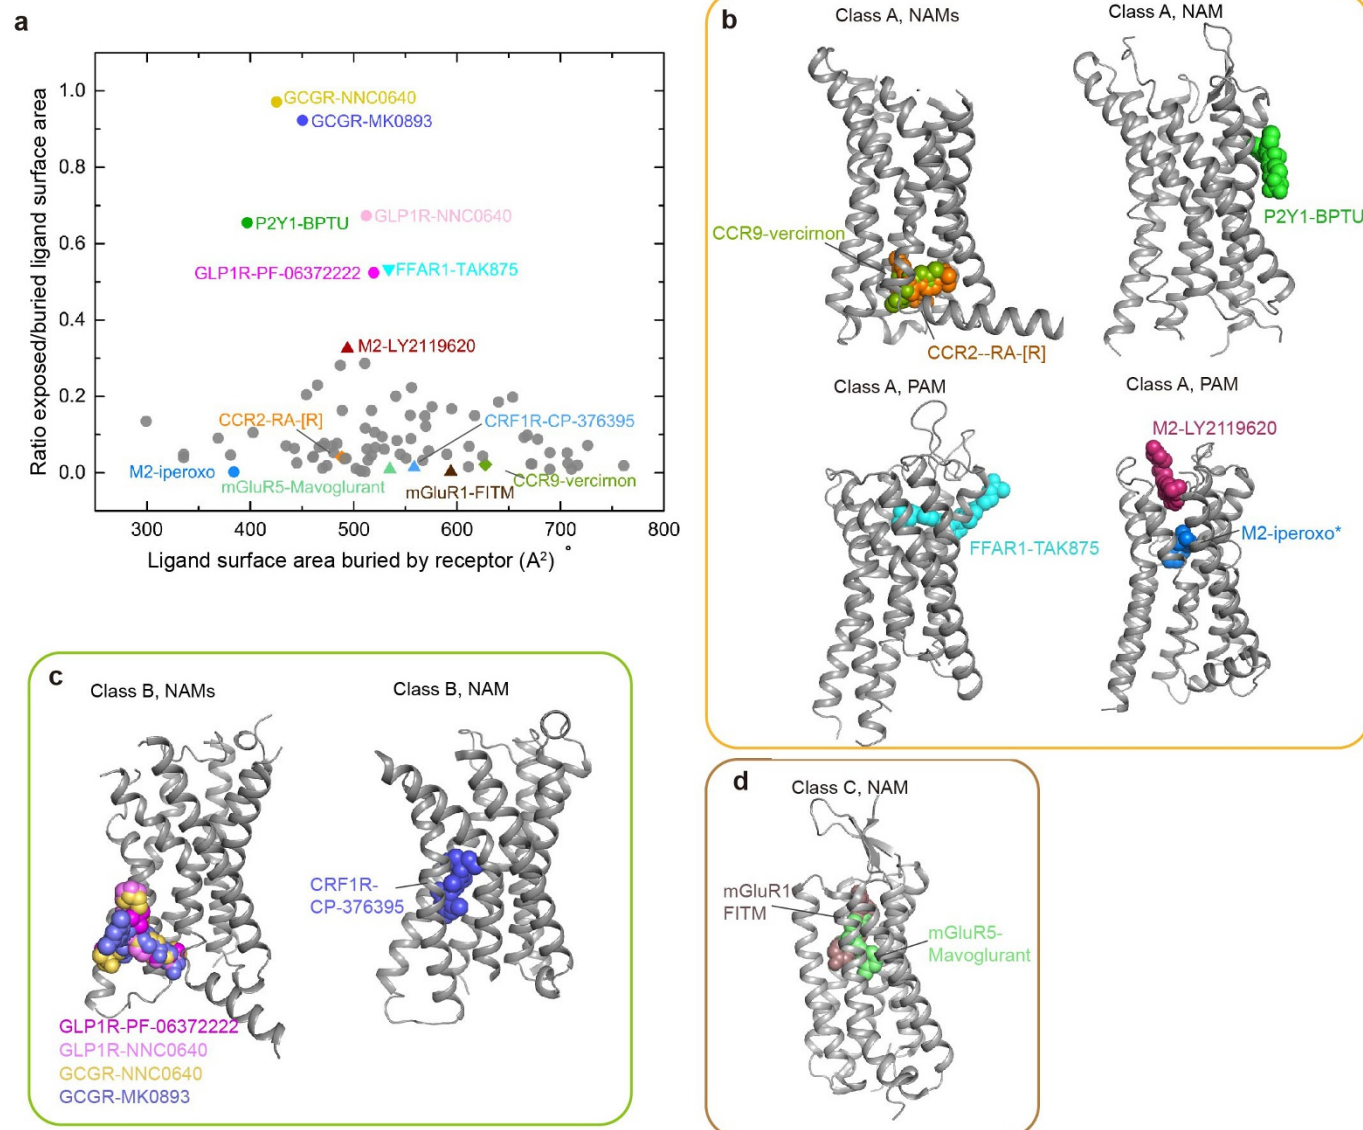 a
Ratio exposed/buried ligand surface area
1.0
0.8
0.6
0.4
0.2
0.0
GCGR-NNC0640
GCGR-MK0893
P2Y1-BPTU
GLP1R-NNC0640
GLP1R-PF-06372222
FFAR1-TAK875
M2-LY2119620
CCR2-RA-[R]
CRF1R-CP-376395
M2-iperoxo
mGluR5-Mavoglurant
mGluR1-FITM
CCR9-vercirnon
300 400 500 600 700 800
Ligand surface area buried by receptor (A²) °
b
Class A, NAMs
Class A, NAM
CCR9-vercirnon
P2Y1-BPTU
CCR2--RA-[R]
Class A, PAM
Class A, PAM
M2-LY2119620
M2-iperoxo*
FFAR1-TAK875
c
Class B, NAMs
Class B, NAM
CRF1R-
CP-376395
GLP1R-PF-06372222
GLP1R-NNC0640
GCGR-NNC0640
GCGR-MK0893
d
Class C, NAM
mGluR1
FITM
mGluR5-
Mavoglurant